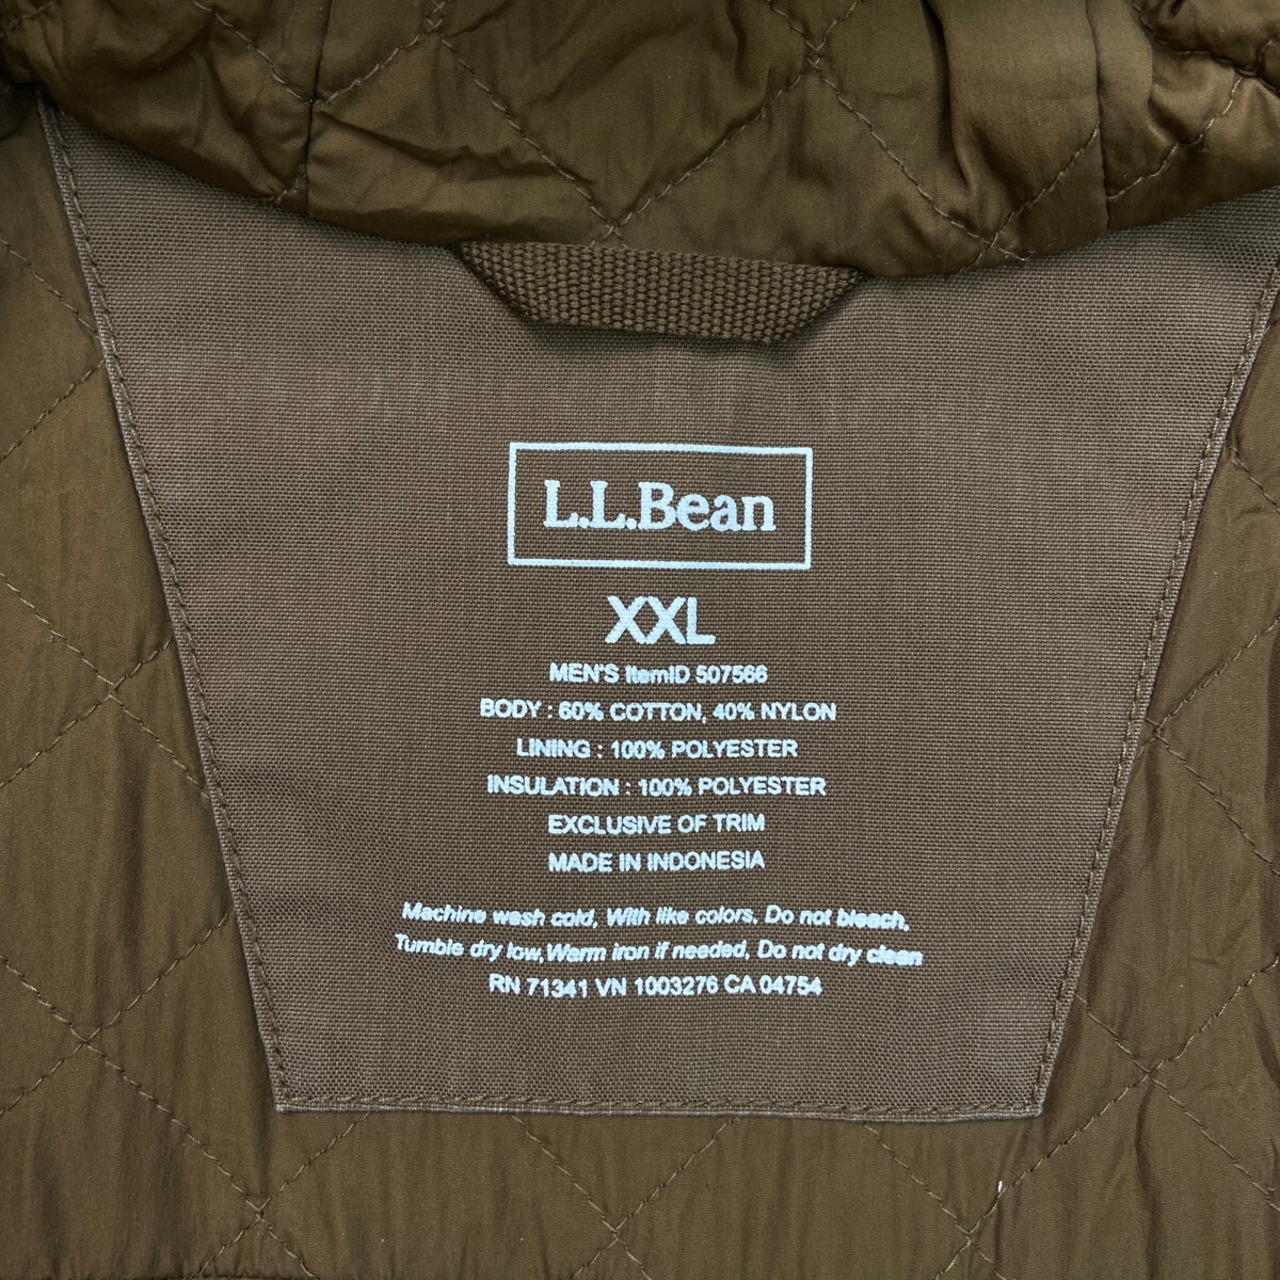 L.L.Bean
XXL
MEN'S ItemID 507566
BODY : 60% COTTON, 40% NYLON
LINING : 100% POLYESTER
INSULATION : 100% POLYESTER
EXCLUSIVE OF TRIM
MADE IN INDONESIA
Machine wash cold, With like colors. Do not bleach,
Tumble dry low,Warm iron if needed, Do not dry clean
RN 71341 VN 1003276 CA 04754